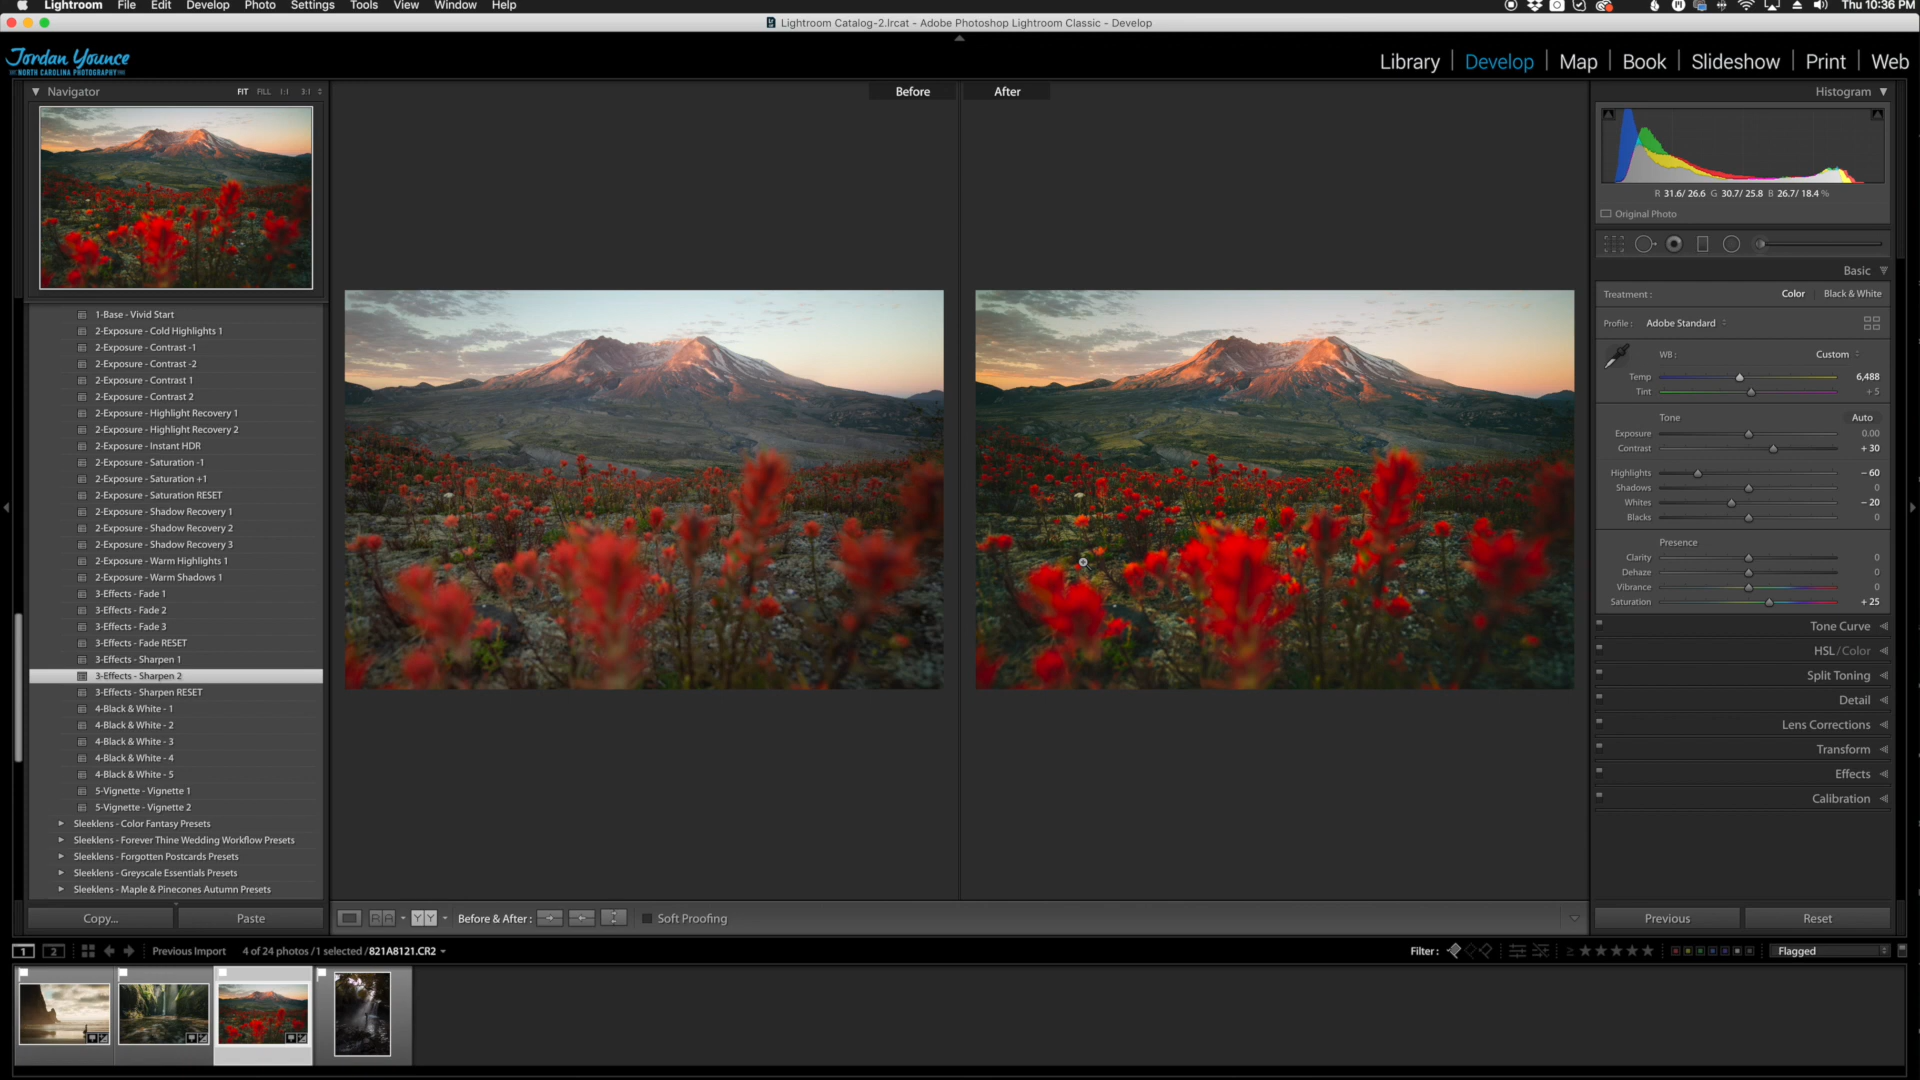 Lightroom File Edit Develop Photo Settings Tools View Window Help
Thu 10:36 PM
Lightroom Catalog-2.lrcat - Adobe Photoshop Lightroom Classic - Develop
Jordan Younce
NORTH CAROLINA PHOTOGRAPHY
Library | Develop | Map | Book | Slideshow | Print | Web
Navigator FIT FILL 1:1 3:1
Before
After
Histogram
R 31.6/ 26.6 G 30.7/ 25.8 B 26.7/ 18.4 %
Original Photo
Basic
Treatment : Color | Black & White
Profile : Adobe Standard
WB : Custom
Temp 6,488
Tint + 5
Tone Auto
Exposure 0.00
Contrast + 30
Highlights − 60
Shadows 0
Whites − 20
Blacks 0
Presence
Clarity 0
Dehaze 0
Vibrance 0
Saturation + 25
Tone Curve
HSL / Color
Split Toning
Detail
Lens Corrections
Transform
Effects
Calibration
Previous Reset
1-Base - Vivid Start
2-Exposure - Cold Highlights 1
2-Exposure - Contrast -1
2-Exposure - Contrast -2
2-Exposure - Contrast 1
2-Exposure - Contrast 2
2-Exposure - Highlight Recovery 1
2-Exposure - Highlight Recovery 2
2-Exposure - Instant HDR
2-Exposure - Saturation -1
2-Exposure - Saturation +1
2-Exposure - Saturation RESET
2-Exposure - Shadow Recovery 1
2-Exposure - Shadow Recovery 2
2-Exposure - Shadow Recovery 3
2-Exposure - Warm Highlights 1
2-Exposure - Warm Shadows 1
3-Effects - Fade 1
3-Effects - Fade 2
3-Effects - Fade 3
3-Effects - Fade RESET
3-Effects - Sharpen 1
3-Effects - Sharpen 2
3-Effects - Sharpen RESET
4-Black & White - 1
4-Black & White - 2
4-Black & White - 3
4-Black & White - 4
4-Black & White - 5
5-Vignette - Vignette 1
5-Vignette - Vignette 2
Sleeklens - Color Fantasy Presets
Sleeklens - Forever Thine Wedding Workflow Presets
Sleeklens - Forgotten Postcards Presets
Sleeklens - Greyscale Essentials Presets
Sleeklens - Maple & Pinecones Autumn Presets
Copy... Paste
R A Y Y Before & After : Soft Proofing
1 2 Previous Import 4 of 24 photos /1 selected /821A8121.CR2
Filter : ≥ ★★★★★ Flagged